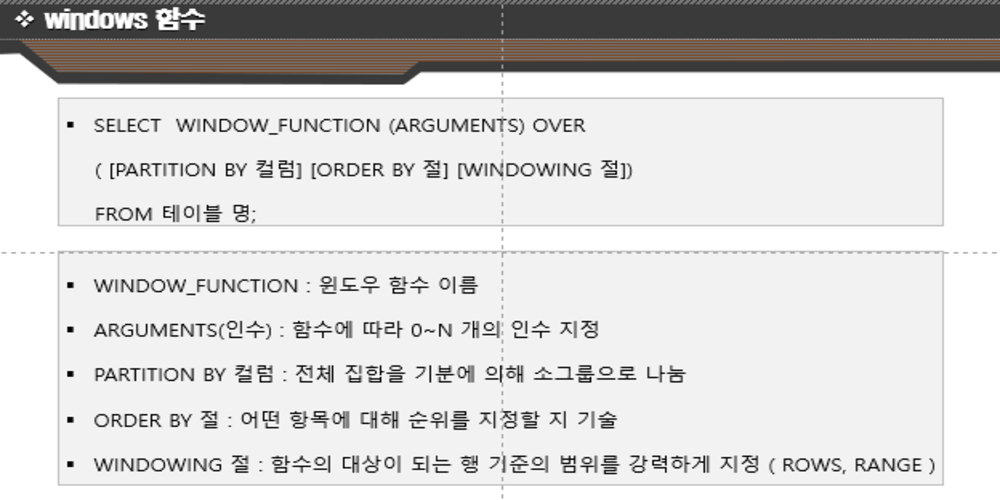 ❖ windows 함수
▪ SELECT WINDOW_FUNCTION (ARGUMENTS) OVER
( [PARTITION BY 컬럼] [ORDER BY 절] [WINDOWING 절])
FROM 테이블 명;
▪ WINDOW_FUNCTION : 윈도우 함수 이름
▪ ARGUMENTS(인수) : 함수에 따라 0~N 개의 인수 지정
▪ PARTITION BY 컬럼 : 전체 집합을 기분에 의해 소그룹으로 나눔
▪ ORDER BY 절 : 어떤 항목에 대해 순위를 지정할 지 기술
▪ WINDOWING 절 : 함수의 대상이 되는 행 기준의 범위를 강력하게 지정 ( ROWS, RANGE )